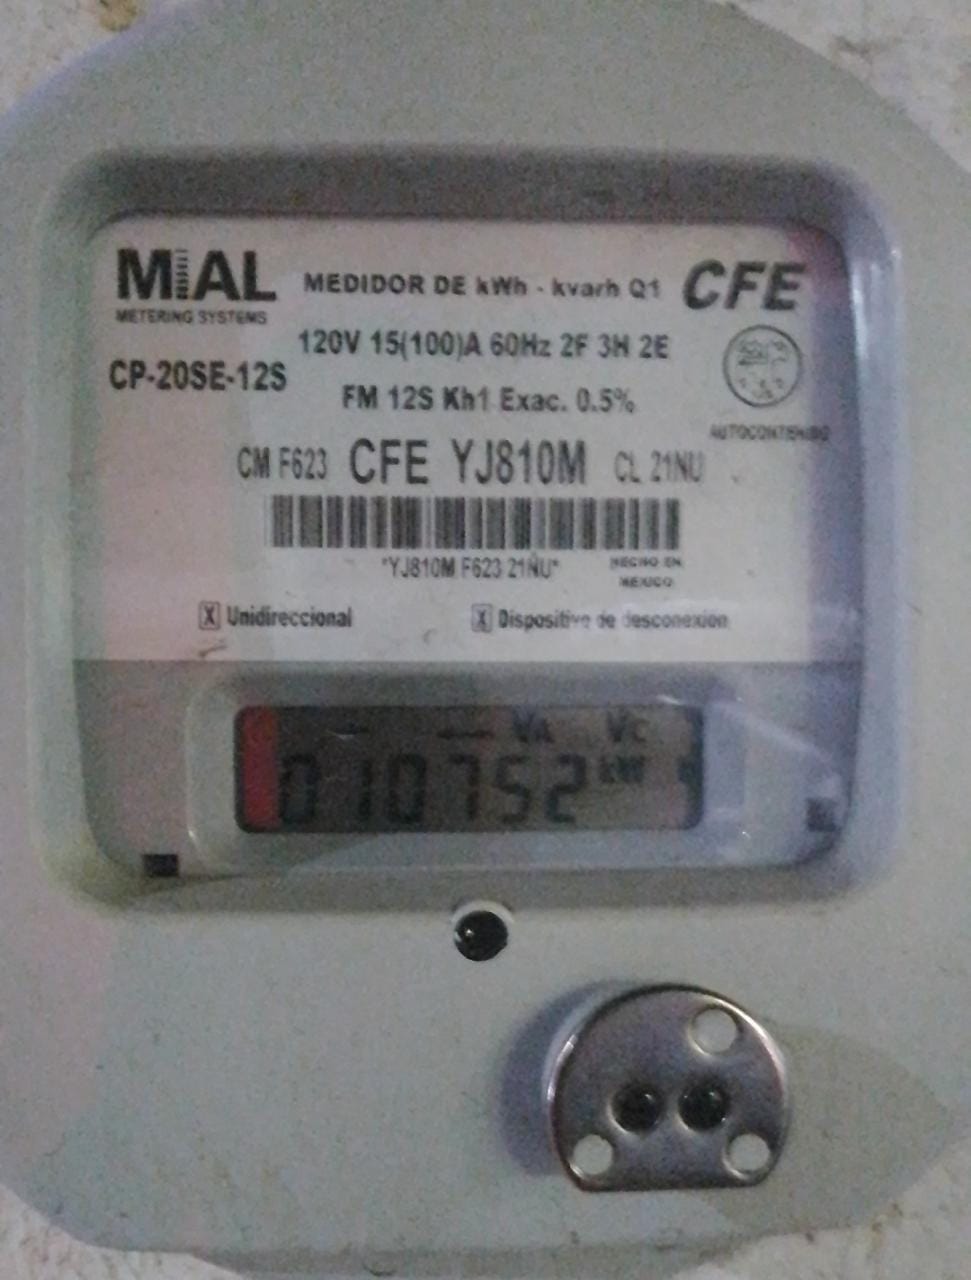 MIAL
METERING SYSTEMS
MEDIDOR DE kWh - kvarh Q1
CFE
120V 15(100)A 60Hz 2F 3H 2E
CP-20SE-12S
FM 12S Kh1 Exac. 0.5%
AUTOCONTENIDO
CM F623 CFE YJ810M CL 21NU
*YJ810M F623 21ÑU*
HECHO EN
MEXICO
X Unidireccional
X Dispositivo de desconexión
VA VC
010752 kW